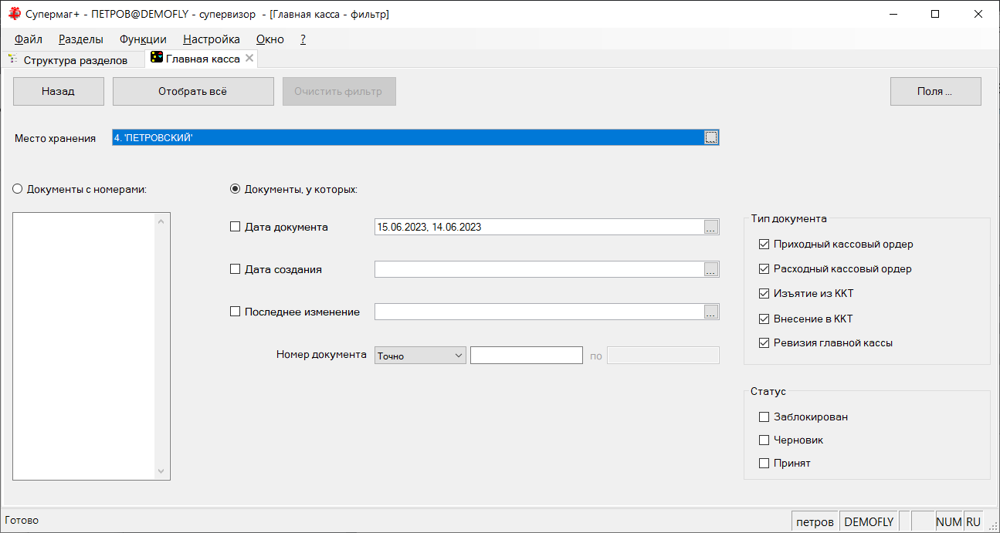 Супермаг+ - ПЕТРОВ@DEMOFLY - супервизор - [Главная касса - фильтр]
Файл Разделы Функции Настройка Окно ?
Структура разделов Главная касса
Назад Отобрать всё Очистить фильтр Поля ...
Место хранения 4. 'ПЕТРОВСКИЙ' ...
Документы с номерами: Документы, у которых:
Тип документа
Дата документа 15.06.2023, 14.06.2023 ...
Приходный кассовый ордер
Дата создания ...
Расходный кассовый ордер
Изъятие из ККТ
Последнее изменение ...
Внесение в ККТ
Ревизия главной кассы
Номер документа Точно по
Статус
Заблокирован
Черновик
Принят
Готово петров DEMOFLY NUM RU